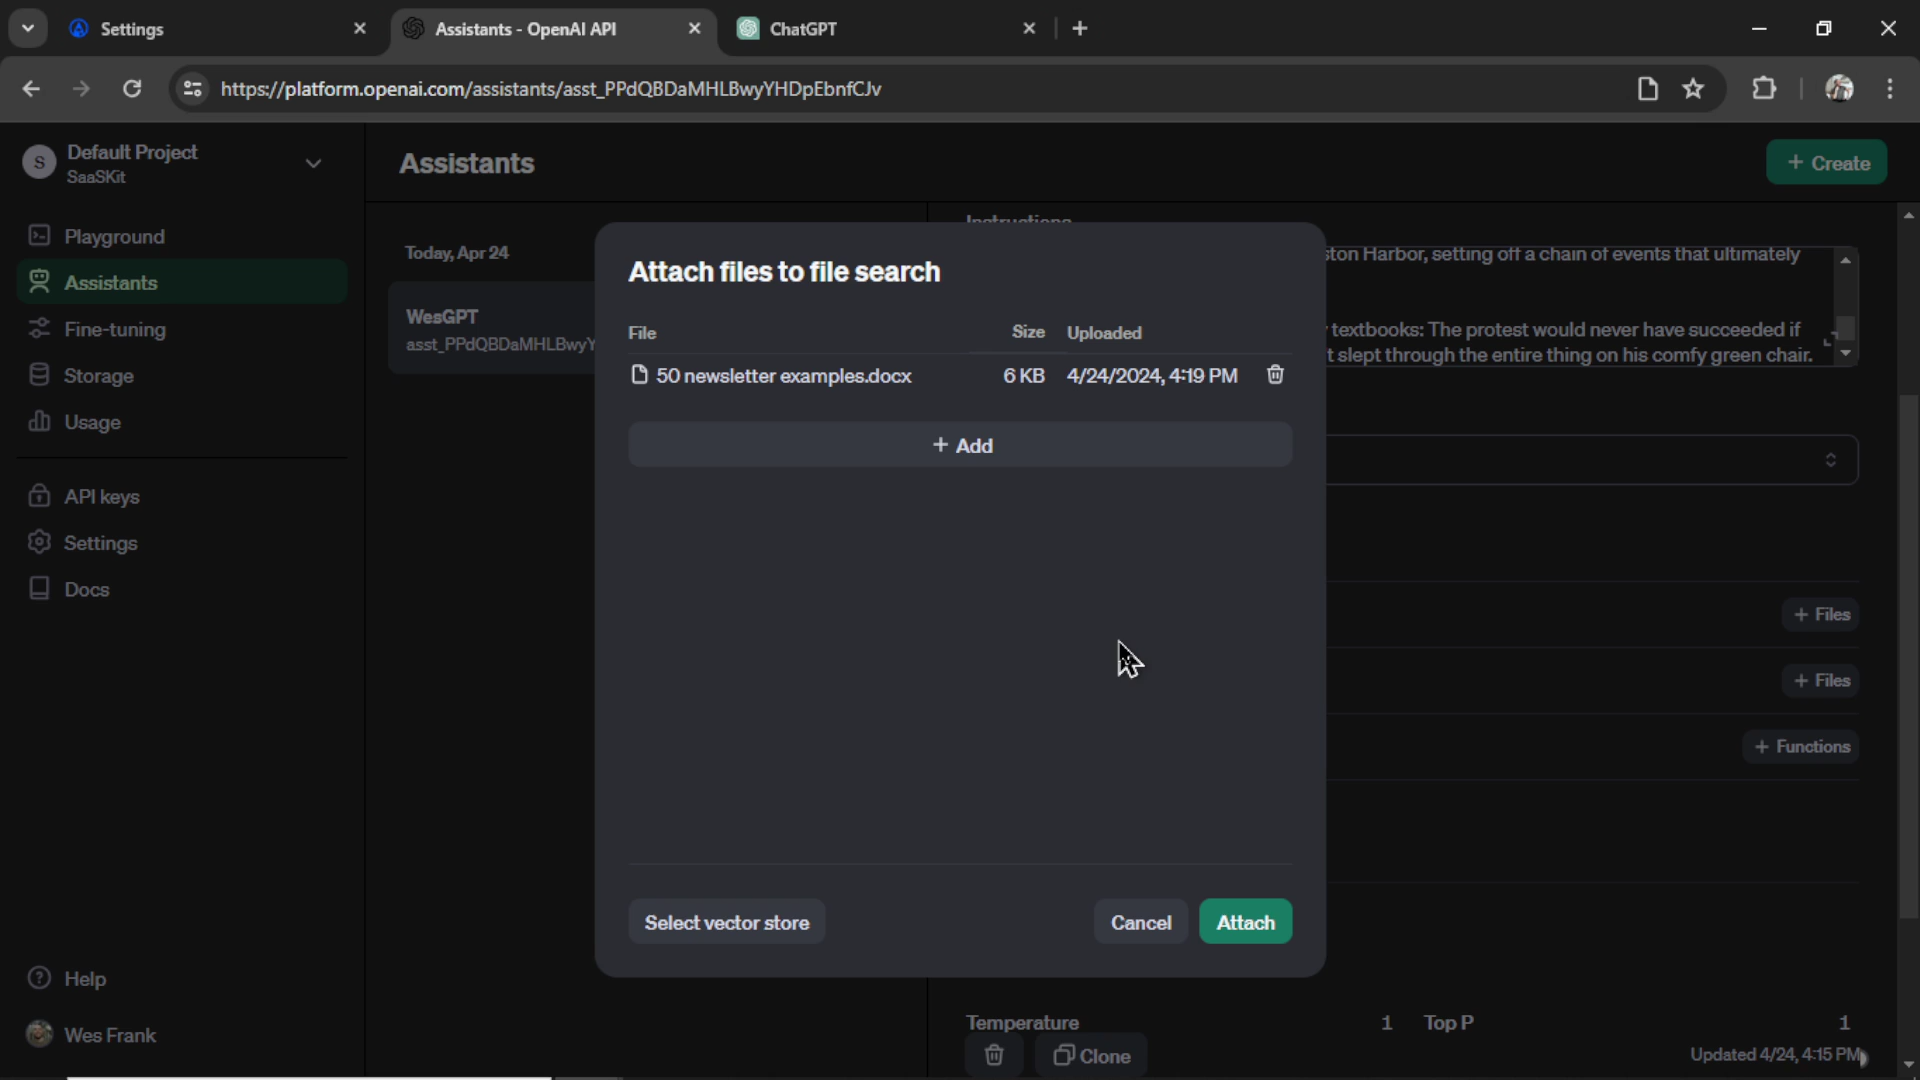 Settings
Assistants - OpenAI API
ChatGPT
https://platform.openai.com/assistants/asst_PPdQBDaMHLBwyYHDpEbnfCJv
S
Default Project
SaaSKit
Playground
Assistants
Fine-tuning
Storage
Usage
API keys
Settings
Docs
Help
Wes Frank
Assistants
+ Create
Today, Apr 24
WesGPT
asst_PPdQBDaMHLBwyY
Instructions
ston Harbor, setting off a chain of events that ultimately
textbooks: The protest would never have succeeded if
t slept through the entire thing on his comfy green chair.
Attach files to file search
File Size Uploaded
50 newsletter examples.docx 6 KB 4/24/2024, 4:19 PM
+ Add
Select vector store
Cancel
Attach
+ Files
+ Files
+ Functions
Temperature 1 Top P 1
Clone
Updated 4/24, 4:15 PM